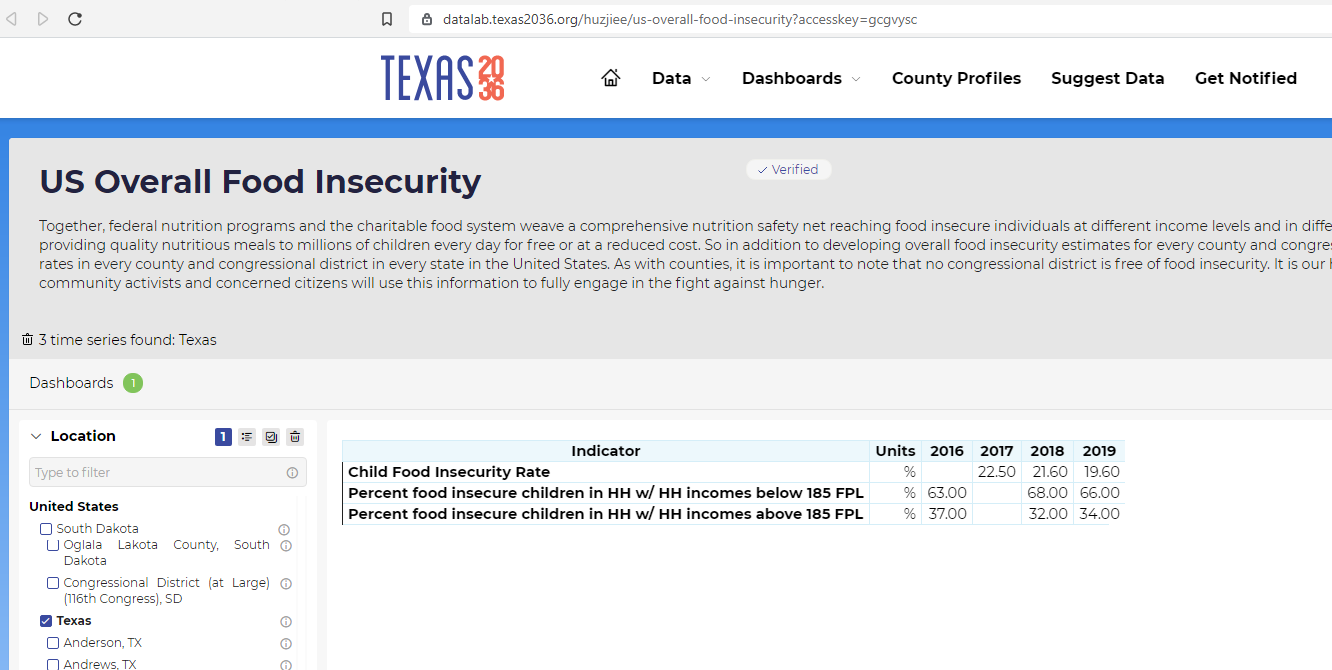 datalab.texas2036.org/huzjiee/us-overall-food-insecurity?accesskey=gcgvysc
TEXAS 2036
Data Dashboards County Profiles Suggest Data Get Notified
US Overall Food Insecurity
Verified
Together, federal nutrition programs and the charitable food system weave a comprehensive nutrition safety net reaching food insecure individuals at different income levels and in diffe
providing quality nutritious meals to millions of children every day for free or at a reduced cost. So in addition to developing overall food insecurity estimates for every county and congres
rates in every county and congressional district in every state in the United States. As with counties, it is important to note that no congressional district is free of food insecurity. It is our
community activists and concerned citizens will use this information to fully engage in the fight against hunger.
3 time series found: Texas
Dashboards 1
Location 1
Type to filter
United States
South Dakota
Oglala Lakota County, South
Dakota
Congressional District (at Large)
(116th Congress), SD
Texas
Anderson, TX
Andrews, TX
Indicator Units 2016 2017 2018 2019
Child Food Insecurity Rate % 22.50 21.60 19.60
Percent food insecure children in HH w/ HH incomes below 185 FPL % 63.00 68.00 66.00
Percent food insecure children in HH w/ HH incomes above 185 FPL % 37.00 32.00 34.00